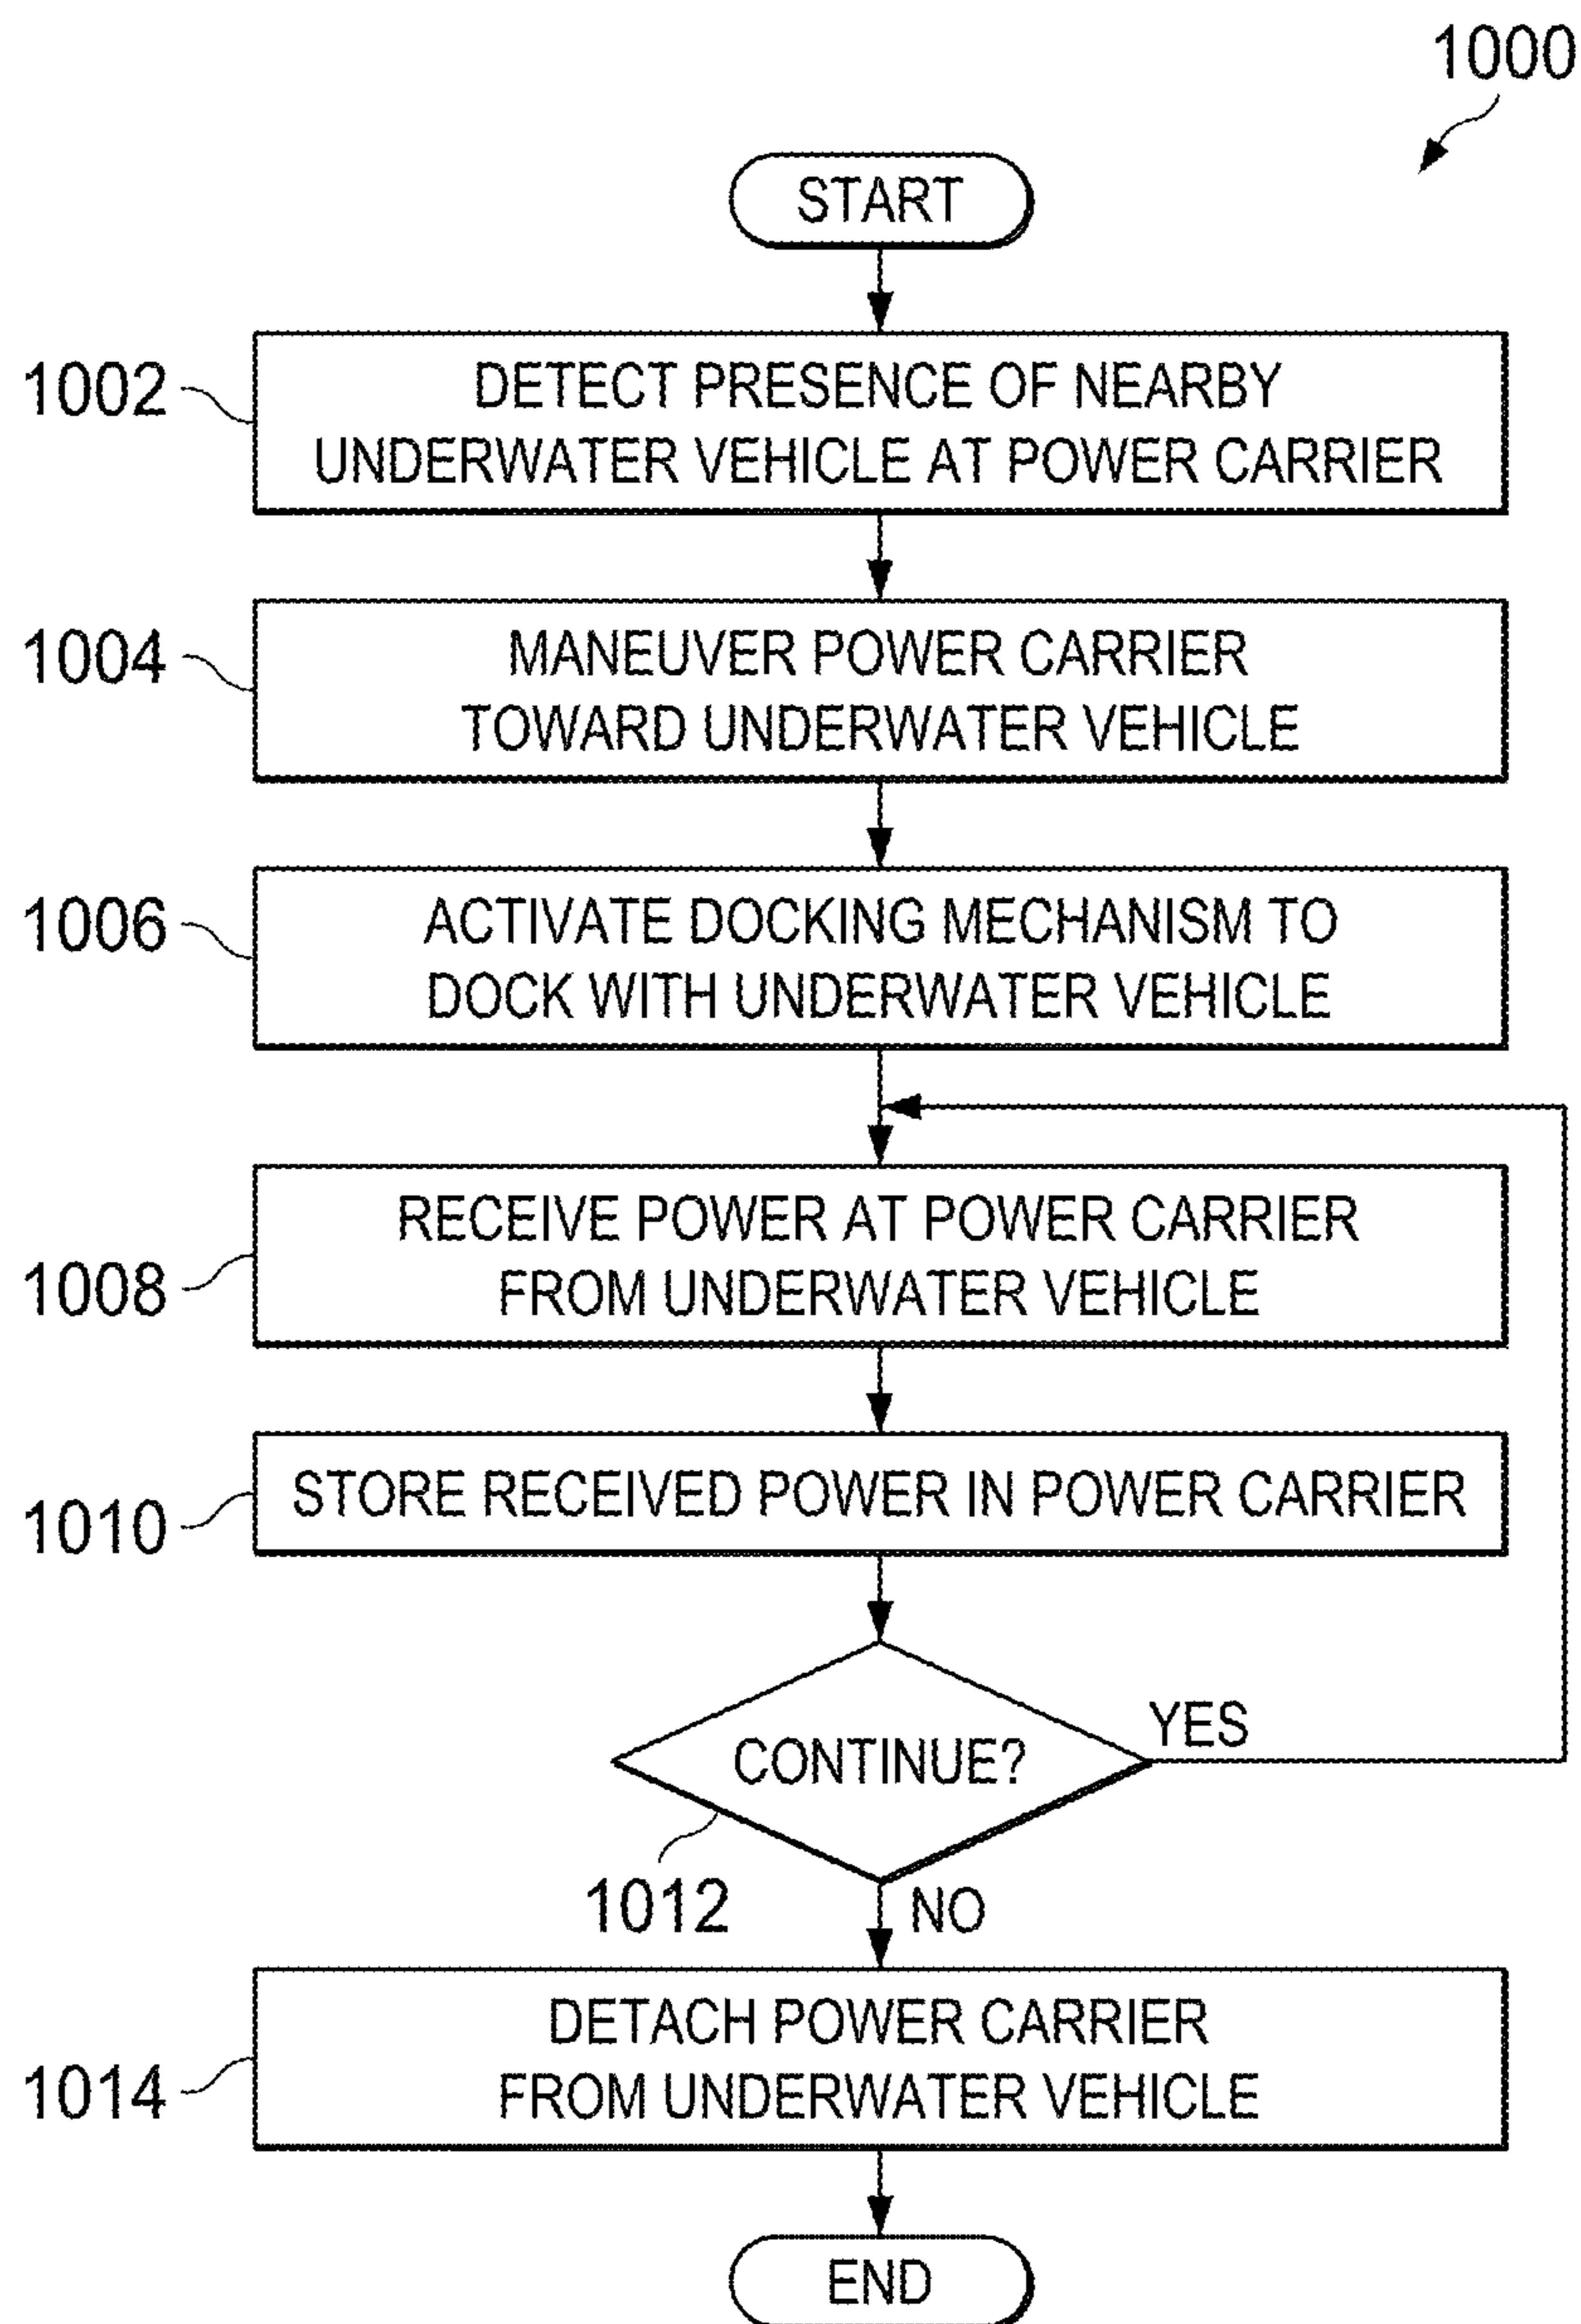 1000
START
1002
DETECT PRESENCE OF NEARBY
UNDERWATER VEHICLE AT POWER CARRIER
1004
MANEUVER POWER CARRIER
TOWARD UNDERWATER VEHICLE
1006
ACTIVATE DOCKING MECHANISM TO
DOCK WITH UNDERWATER VEHICLE
1008
RECEIVE POWER AT POWER CARRIER
FROM UNDERWATER VEHICLE
1010
STORE RECEIVED POWER IN POWER CARRIER
CONTINUE?
YES
1012
NO
1014
DETACH POWER CARRIER
FROM UNDERWATER VEHICLE
END